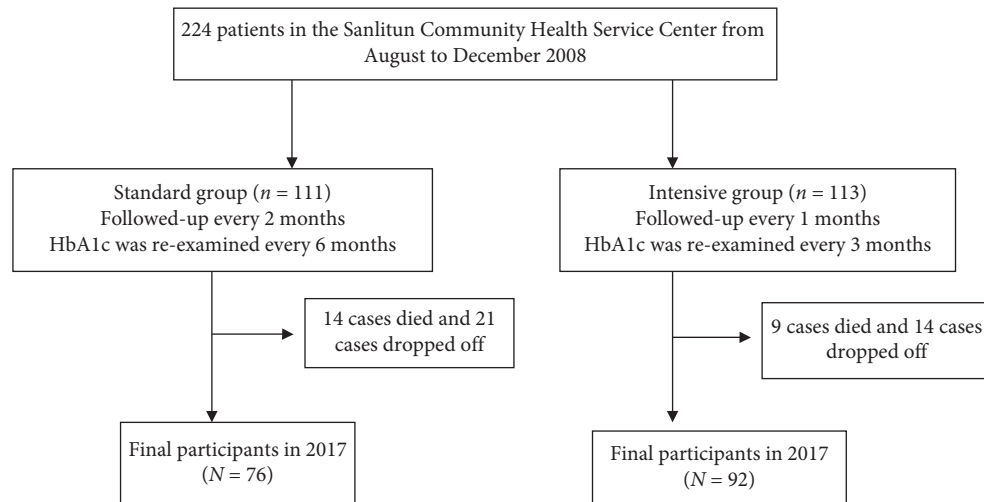 224 patients in the Sanlitun Community Health Service Center from
August to December 2008
Standard group (n = 111)
Followed-up every 2 months
HbA1c was re-examined every 6 months
Intensive group (n = 113)
Followed-up every 1 months
HbA1c was re-examined every 3 months
14 cases died and 21
cases dropped off
9 cases died and 14 cases
dropped off
Final participants in 2017
(N = 76)
Final participants in 2017
(N = 92)